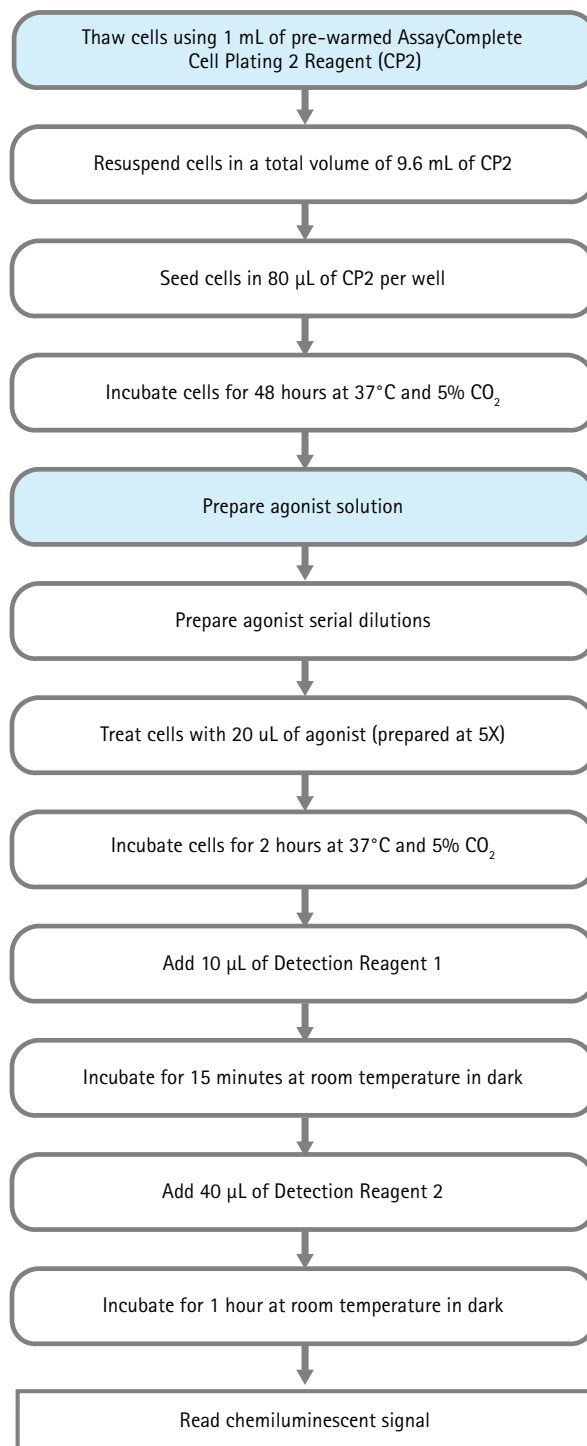 Thaw cells using 1 mL of pre-warmed AssayComplete
Cell Plating 2 Reagent (CP2)
Resuspend cells in a total volume of 9.6 mL of CP2
Seed cells in 80 µL of CP2 per well
Incubate cells for 48 hours at 37°C and 5% CO₂
Prepare agonist solution
Prepare agonist serial dilutions
Treat cells with 20 uL of agonist (prepared at 5X)
Incubate cells for 2 hours at 37°C and 5% CO₂
Add 10 µL of Detection Reagent 1
Incubate for 15 minutes at room temperature in dark
Add 40 µL of Detection Reagent 2
Incubate for 1 hour at room temperature in dark
Read chemiluminescent signal